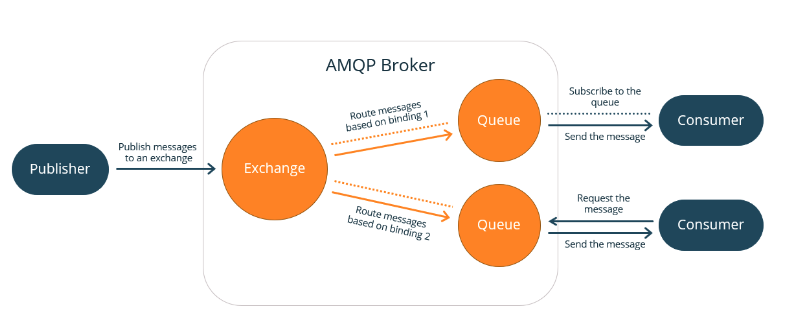 AMQP Broker
Publisher
Publish messages
to an exchange
Exchange
Route messages
based on binding 1
Route messages
based on binding 2
Queue
Subscribe to the
queue
Send the message
Consumer
Queue
Request the
message
Send the message
Consumer